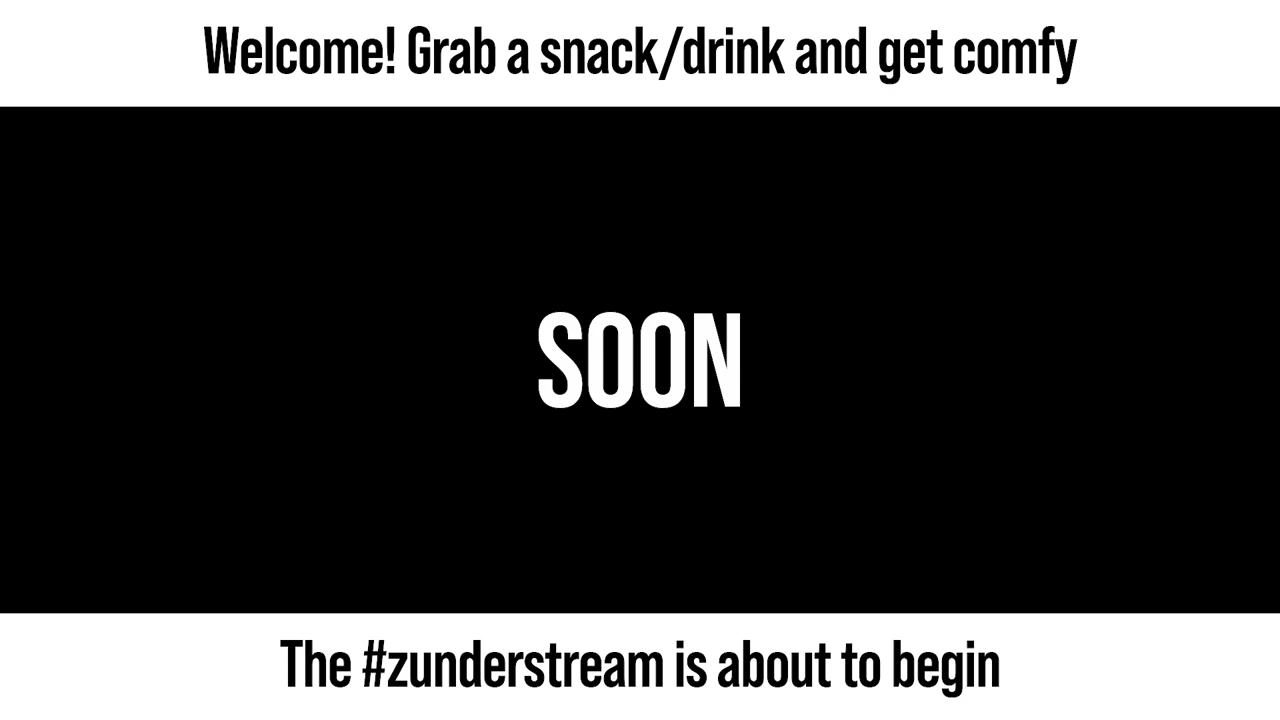 Welcome! Grab a snack/drink and get comfy
SOON
The #zunderstream is about to begin